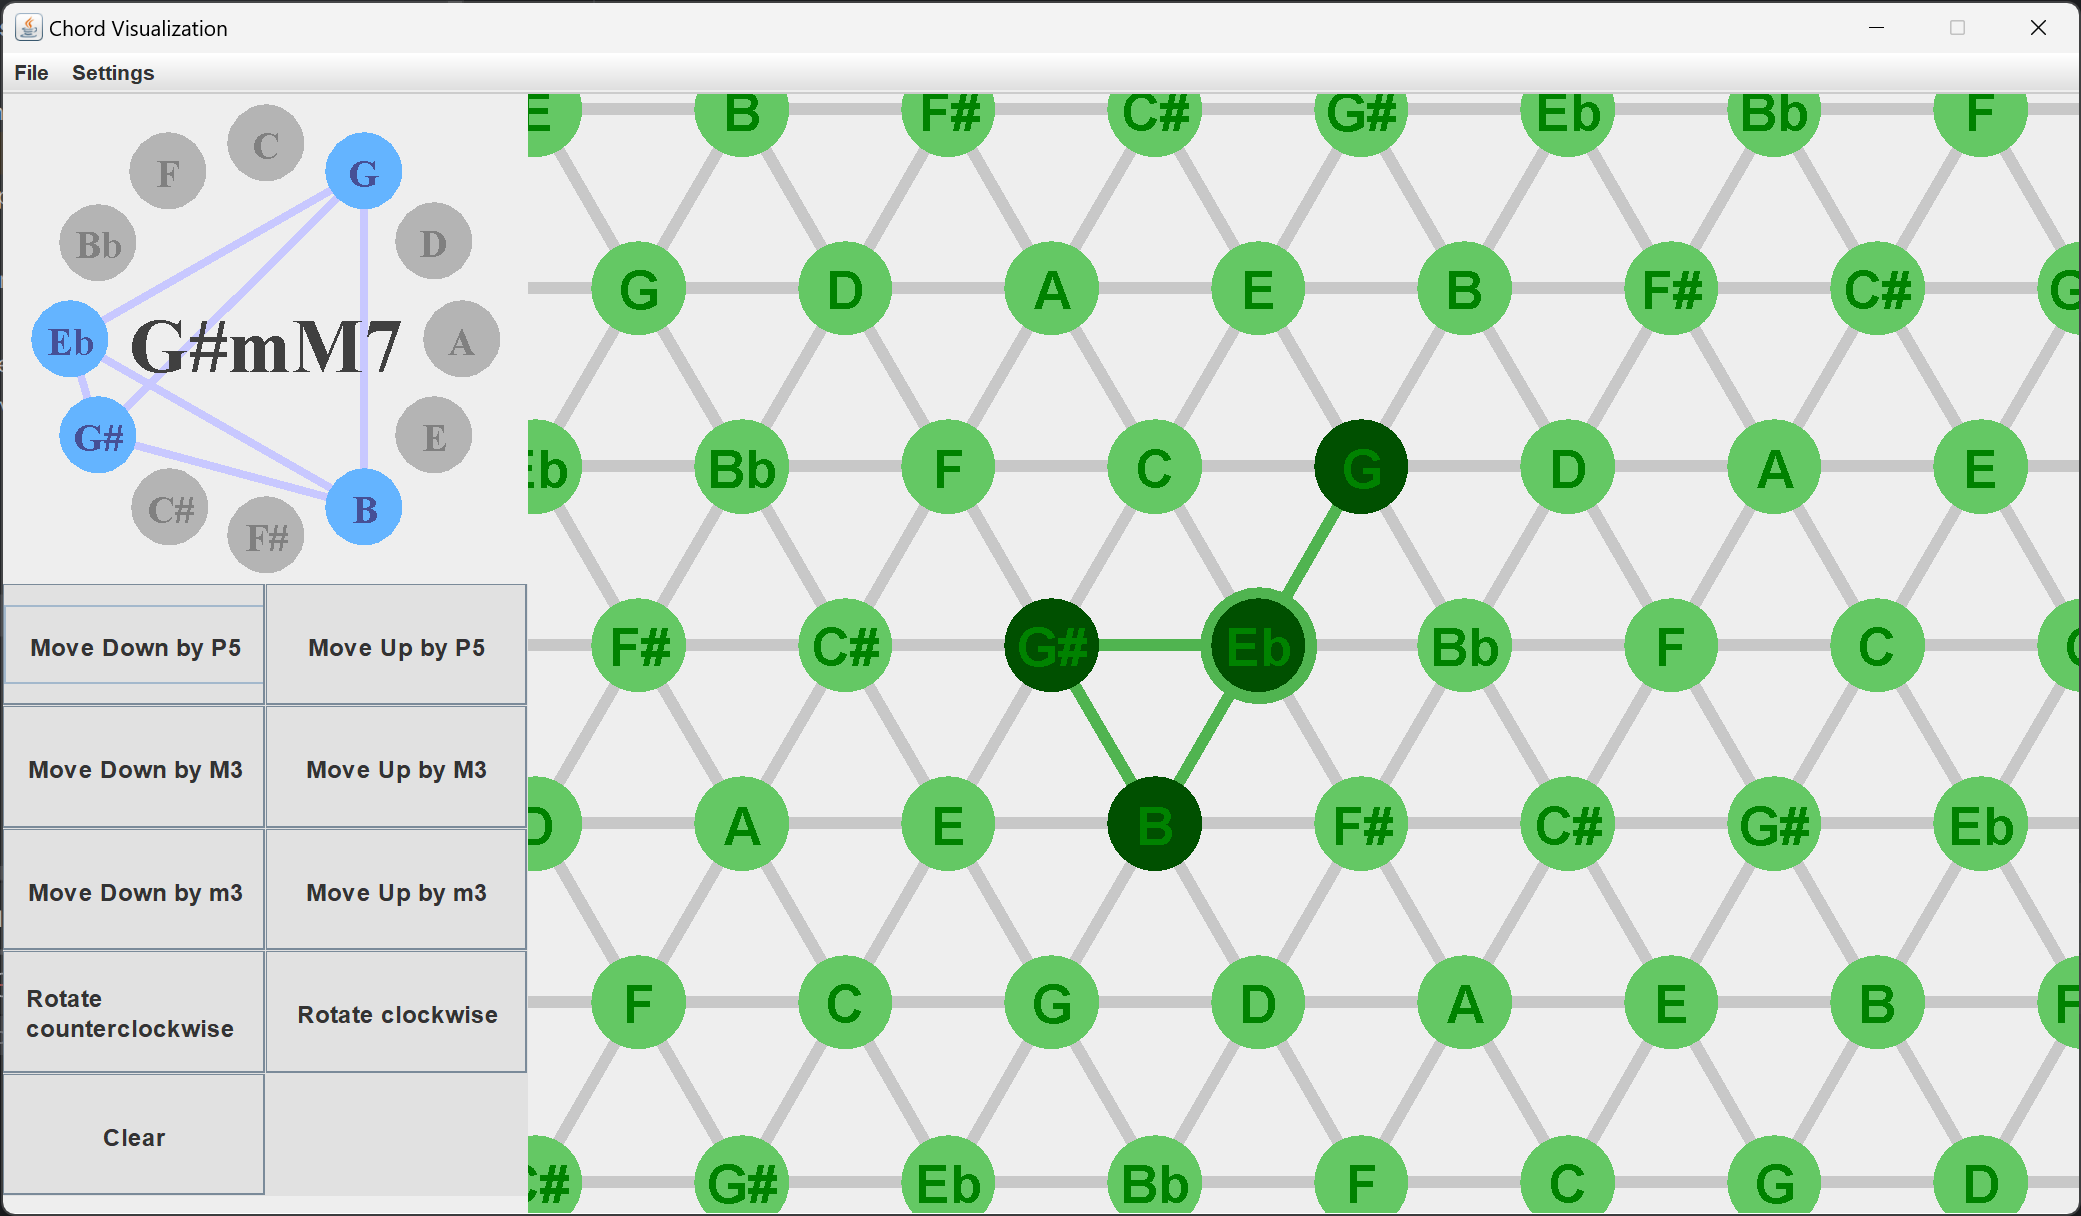 Chord Visualization
File Settings
C
F G
Bb D
Eb G#mM7 A
G# E
C# B
F#
Move Down by P5 Move Up by P5
Move Down by M3 Move Up by M3
Move Down by m3 Move Up by m3
Rotate
counterclockwise Rotate clockwise
Clear
E B F# C# G# Eb Bb F
G D A E B F# C# G
Eb Bb F C G D A E
F# C# G# Eb Bb F C
D A E B F# C# G# Eb
F C G D A E B F
C# G# Eb Bb F C G D